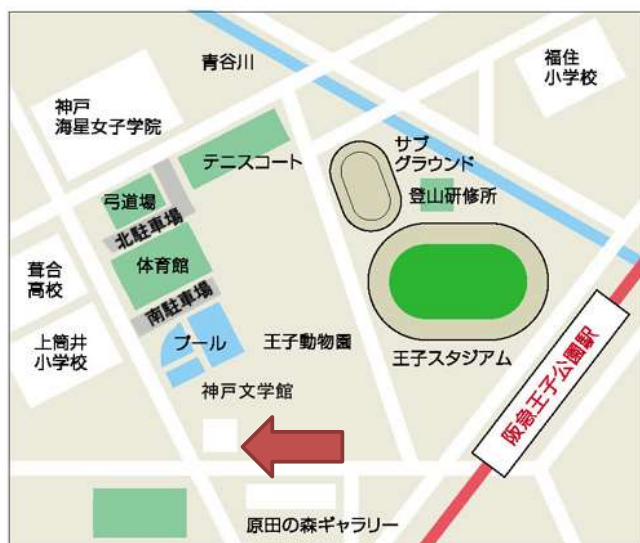 青谷川
福住
小学校
神戸
海星女子学院
テニスコート
サブ
グラウンド
登山研修所
弓道場
北駐車場
体育館
葺合
高校
南駐車場
上筒井
小学校
プール
王子動物園
王子スタジアム
阪急王子公園駅
神戸文学館
原田の森ギャラリー